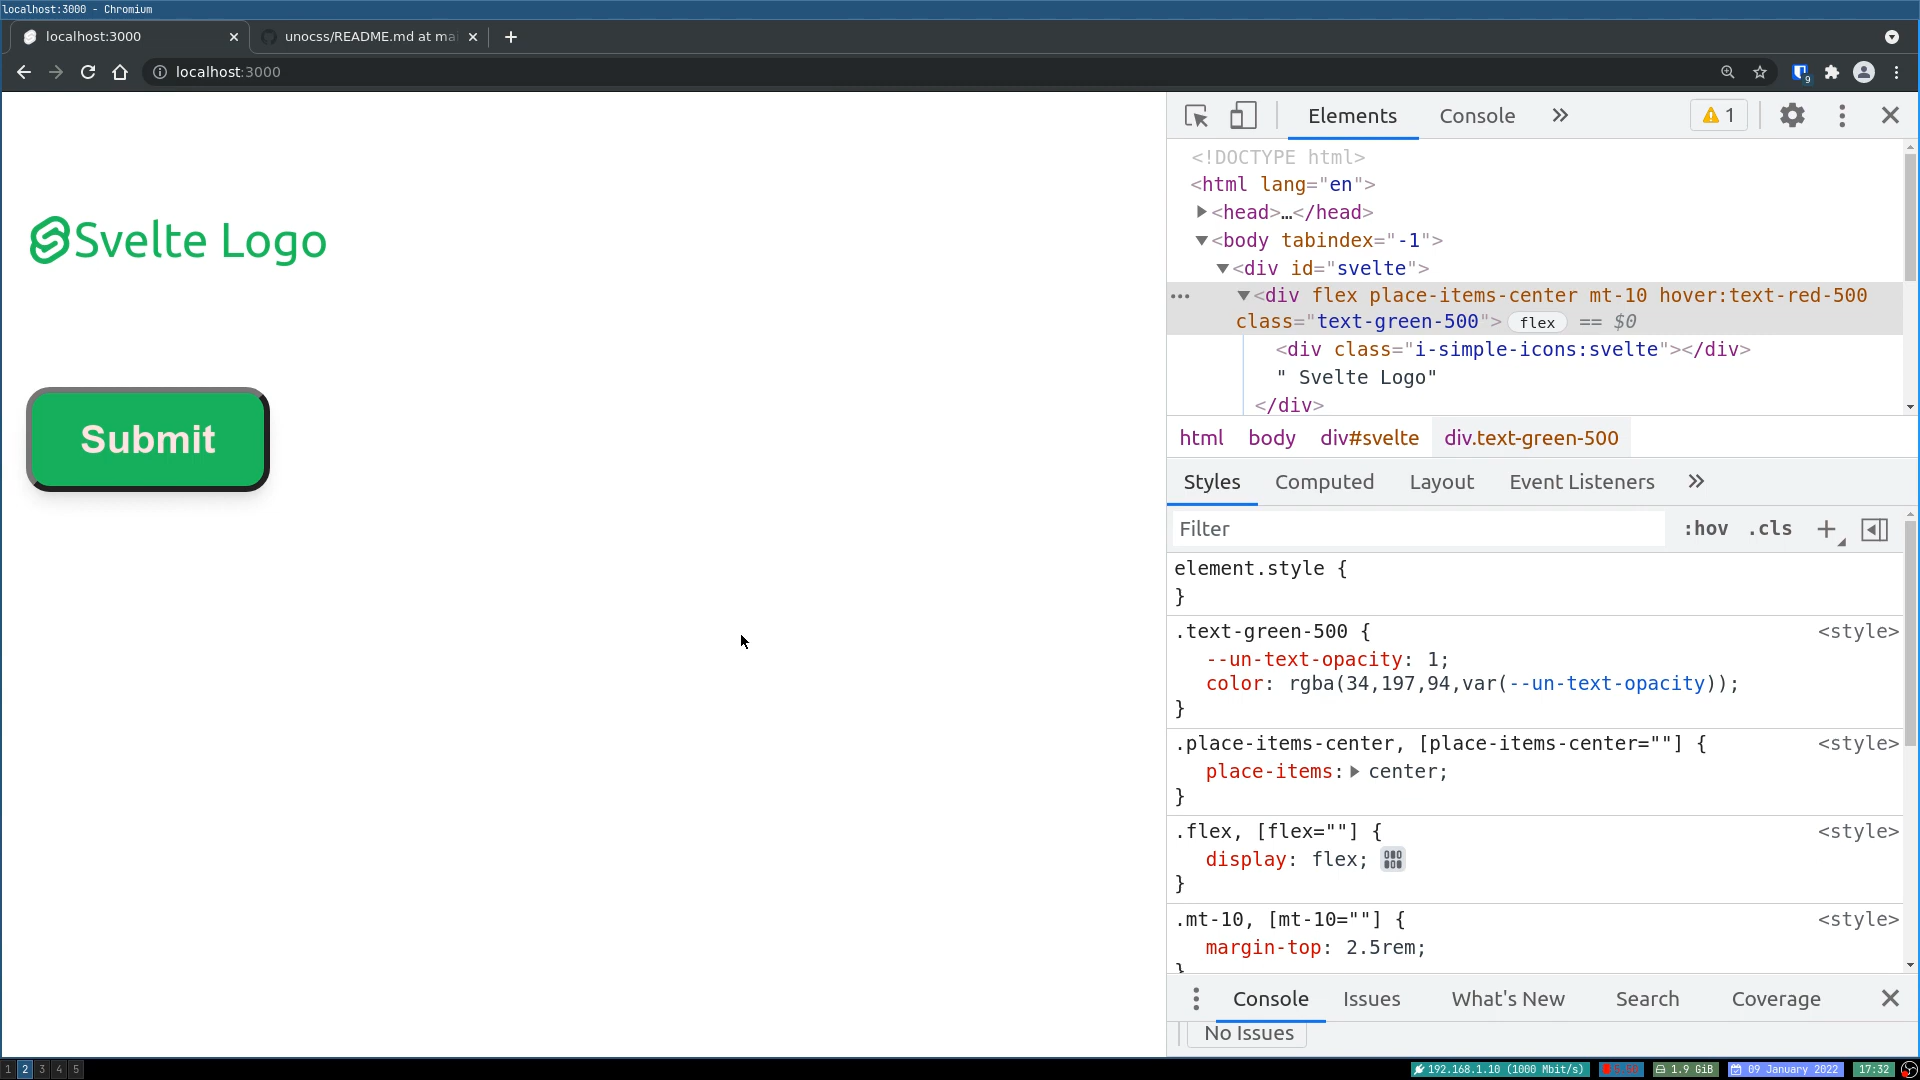 localhost:3000 - Chromium
localhost:3000
unocss/README.md at mai
localhost:3000
9
Svelte Logo
Submit
Elements Console 1
<!DOCTYPE html>
<html lang="en">
<head>…</head>
<body tabindex="-1">
<div id="svelte">
<div flex place-items-center mt-10 hover:text-red-500
class="text-green-500"> flex == $0
<div class="i-simple-icons:svelte"></div>
" Svelte Logo"
</div>
html body div#svelte div.text-green-500
Styles Computed Layout Event Listeners
Filter :hov .cls
element.style {
}
.text-green-500 { <style>
--un-text-opacity: 1;
color: rgba(34,197,94,var(--un-text-opacity));
}
.place-items-center, [place-items-center=""] { <style>
place-items: center;
}
.flex, [flex=""] { <style>
display: flex;
}
.mt-10, [mt-10=""] { <style>
margin-top: 2.5rem;
}
Console Issues What's New Search Coverage
No Issues
1 2 3 4 5 192.168.1.10 (1000 Mbit/s) 1.9 GiB 09 January 2022 17:32